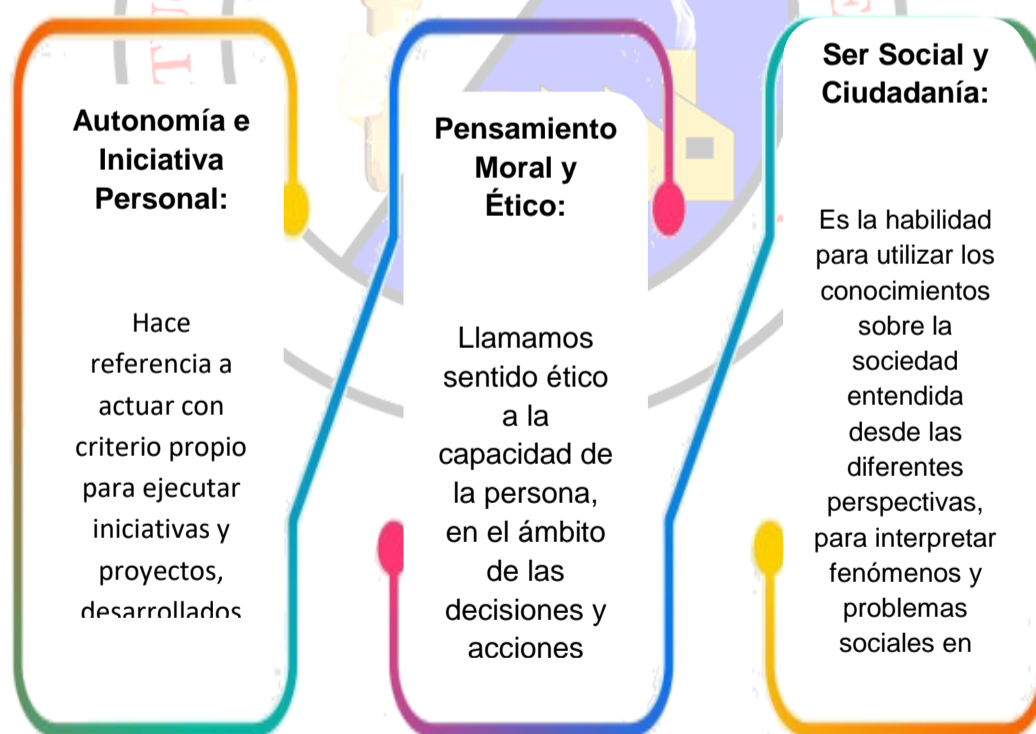 Autonomía e
Iniciativa
Personal:
Hace
referencia a
actuar con
criterio propio
para ejecutar
iniciativas y
proyectos,
desarrollados
Pensamiento
Moral y
Ético:
Llamamos
sentido ético
a la
capacidad de
la persona,
en el ámbito
de las
decisiones y
acciones
Ser Social y
Ciudadanía:
Es la habilidad
para utilizar los
conocimientos
sobre la
sociedad
entendida
desde las
diferentes
perspectivas,
para interpretar
fenómenos y
problemas
sociales en